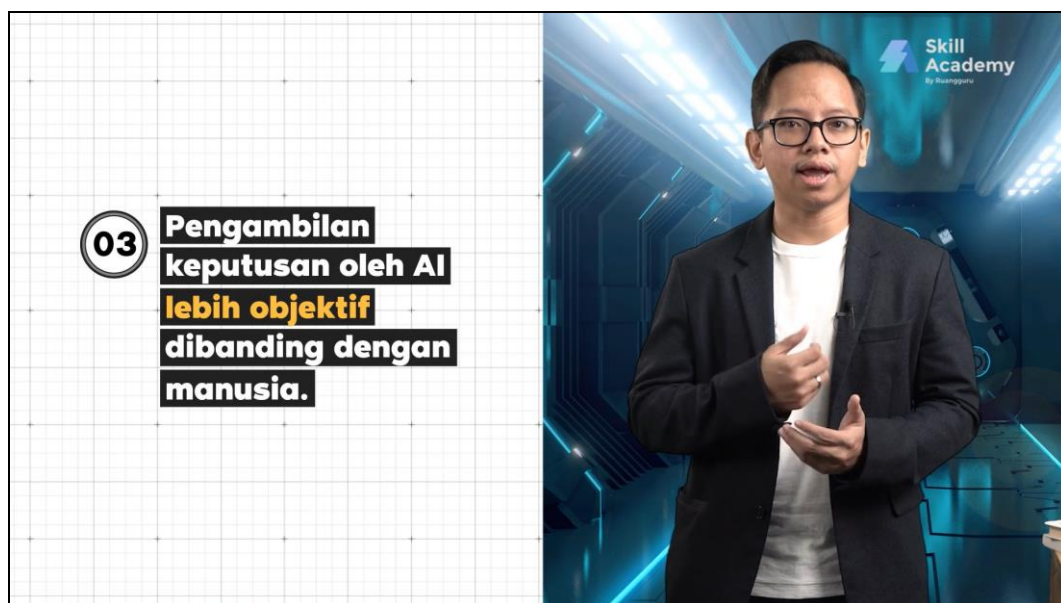 03
Pengambilan
keputusan oleh AI
lebih objektif
dibanding dengan
manusia.
Skill
Academy
By Ruangguru